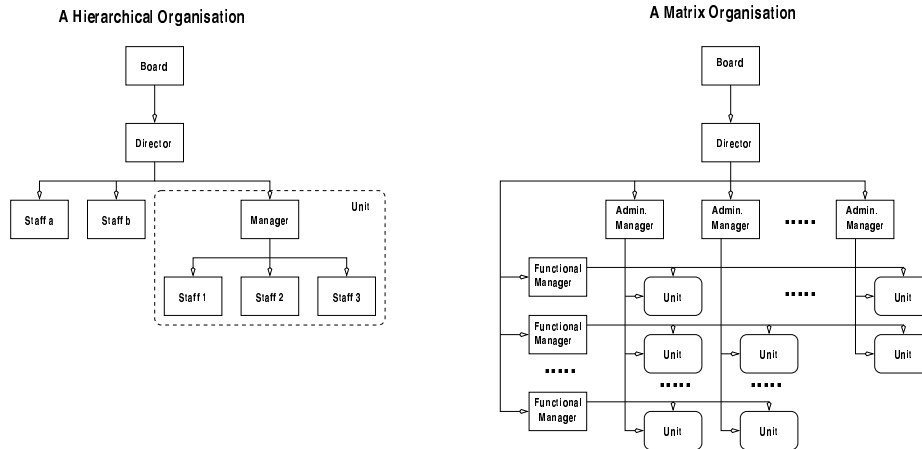 A Hierarchical Organisation
Board
Director
Staff a
Staff b
Manager
Unit
Staff 1
Staff 2
Staff 3
A Matrix Organisation
Board
Director
Admin.
Manager
Admin.
Manager
.....
Admin.
Manager
Functional
Manager
Unit
.....
Unit
Functional
Manager
Unit
Unit
Unit
.....
.....
.....
Functional
Manager
Unit
Unit